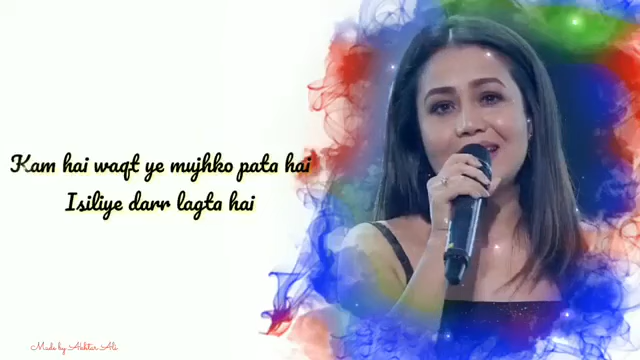 Kam hai waqt ye mujhko pata hai
Isiliye darr lagta hai
Made by Akhtar Ali